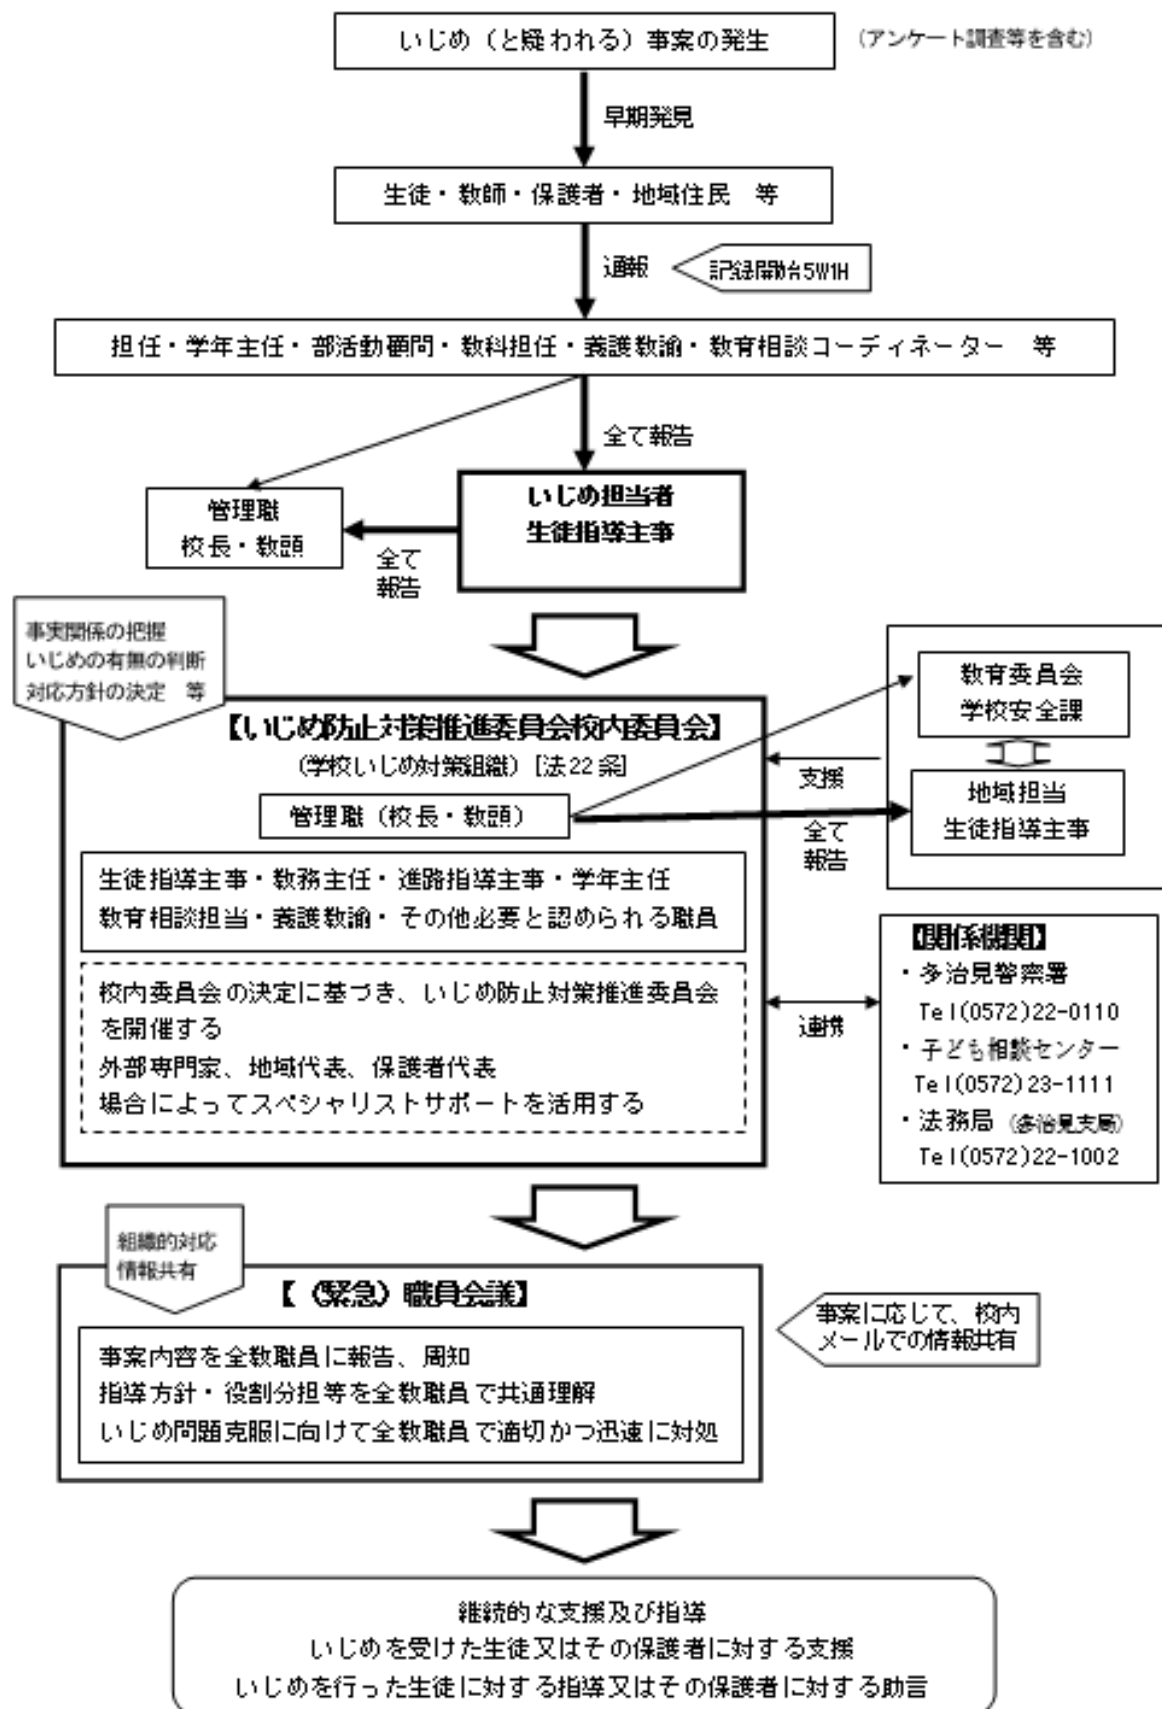 いじめ（と疑われる）事案の発生
（アンケート調査等を含む）
早期発見
生徒・教師・保護者・地域住民　等
通報
記録開始5W1H
担任・学年主任・部活動顧問・教科担任・養護教諭・教育相談コーディネーター　等
全て報告
いじめ担当者
生徒指導主事
管理職
校長・教頭
全て
報告
事実関係の把握
いじめの有無の判断
対応方針の決定　等
【いじめ防止対策推進委員会校内委員会】
（学校いじめ対策組織）［法22条］
管理職（校長・教頭）
教育委員会
学校安全課
支援
地域担当
生徒指導主事
全て
報告
生徒指導主事・教務主任・進路指導主事・学年主任
教育相談担当・養護教諭・その他必要と認められる職員
校内委員会の決定に基づき、いじめ防止対策推進委員会
を開催する
外部専門家、地域代表、保護者代表
場合によってスペシャリストサポートを活用する
連携
【関係機関】
・多治見警察署
Tel(0572)22-0110
・子ども相談センター
Tel(0572)23-1111
・法務局（多治見支局）
Tel(0572)22-1002
組織的対応
情報共有
【（緊急）職員会議】
事案内容を全教職員に報告、周知
指導方針・役割分担等を全教職員で共通理解
いじめ問題克服に向けて全教職員で適切かつ迅速に対処
事案に応じて、校内
メールでの情報共有
継続的な支援及び指導
いじめを受けた生徒又はその保護者に対する支援
いじめを行った生徒に対する指導又はその保護者に対する助言